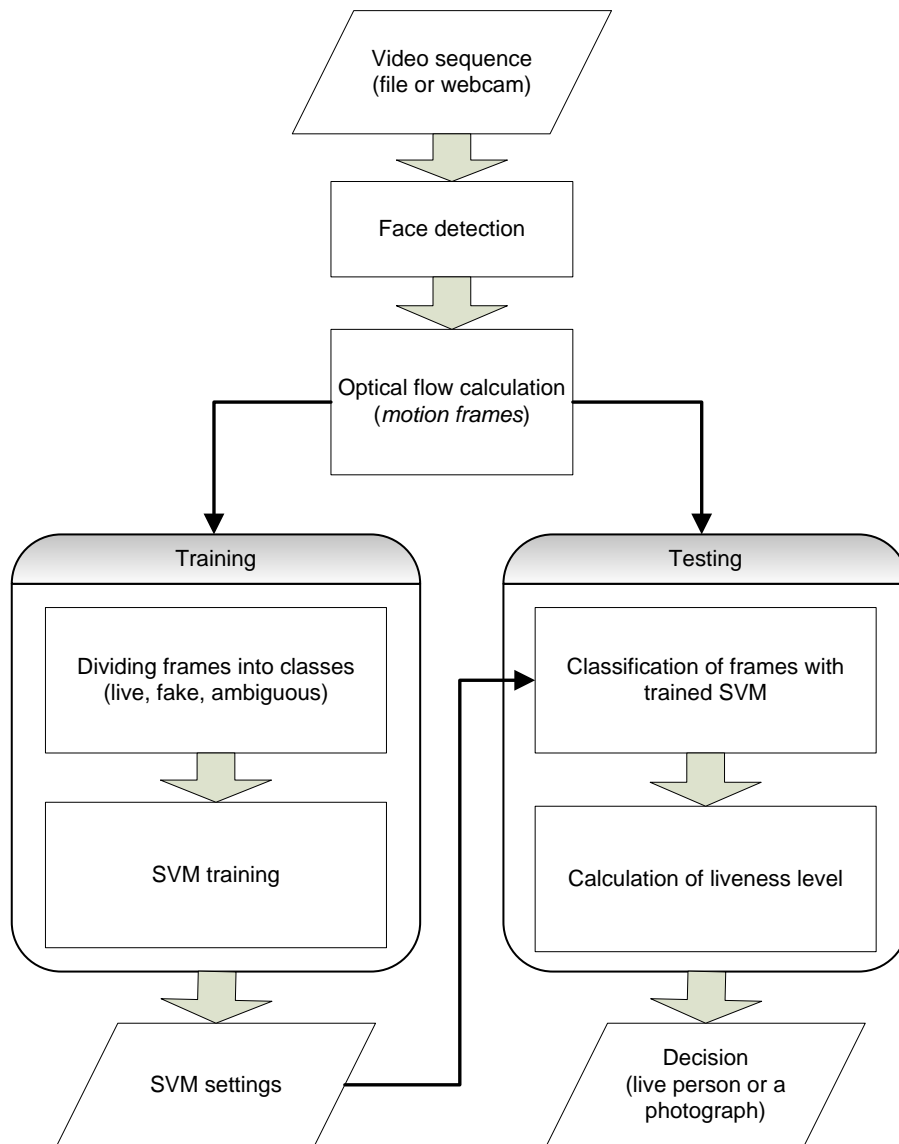 Video sequence
(file or webcam)
Face detection
Optical flow calculation
(motion frames)
Training
Dividing frames into classes
(live, fake, ambiguous)
SVM training
SVM settings
Testing
Classification of frames with
trained SVM
Calculation of liveness level
Decision
(live person or a
photograph)